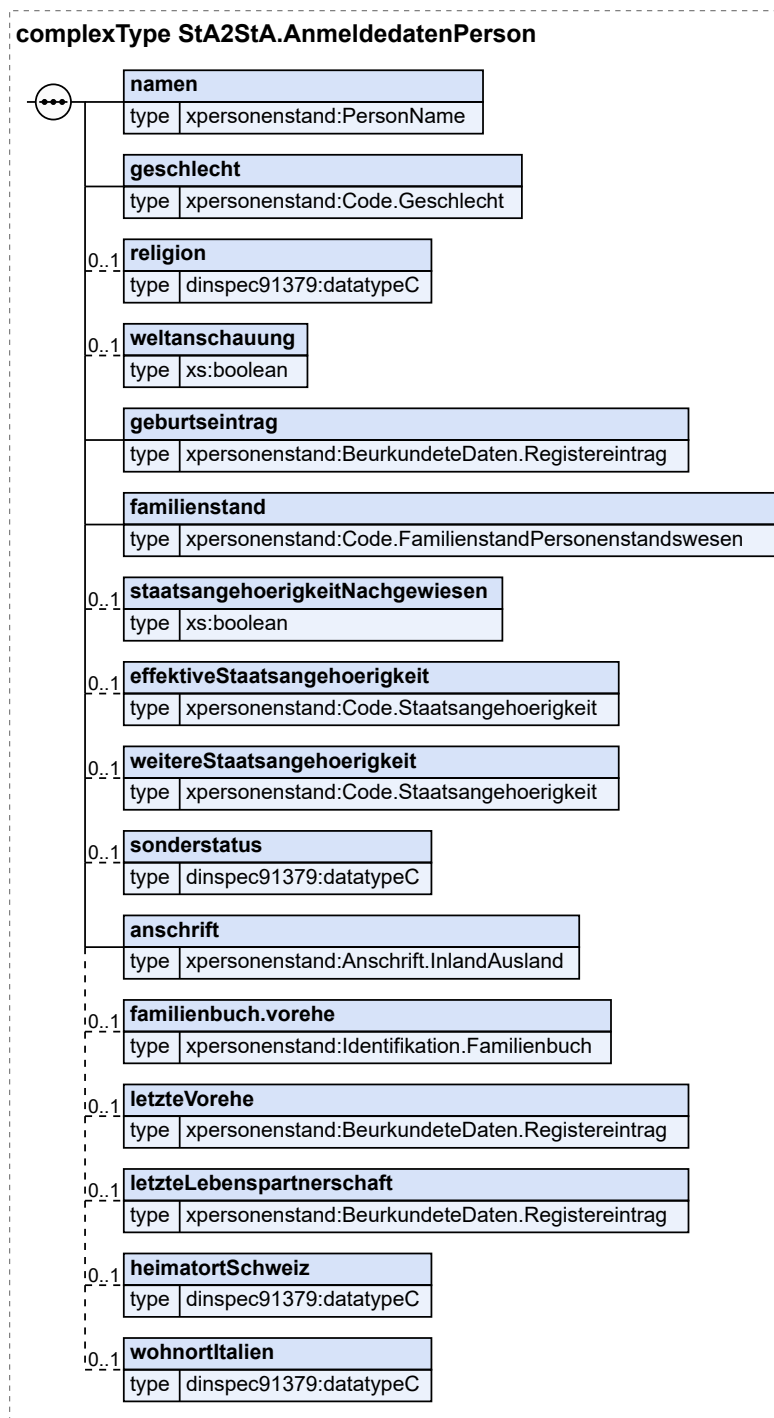 complexType StA2StA.AnmeldedatenPerson
namen
type xpersonenstand:PersonName
geschlecht
type xpersonenstand:Code.Geschlecht
0..1 religion
type dinspec91379:datatypeC
0..1 weltanschauung
type xs:boolean
geburtseintrag
type xpersonenstand:BeurkundeteDaten.Registereintrag
familienstand
type xpersonenstand:Code.FamilienstandPersonenstandswesen
0..1 staatsangehoerigkeitNachgewiesen
type xs:boolean
0..1 effektiveStaatsangehoerigkeit
type xpersonenstand:Code.Staatsangehoerigkeit
0..1 weitereStaatsangehoerigkeit
type xpersonenstand:Code.Staatsangehoerigkeit
0..1 sonderstatus
type dinspec91379:datatypeC
anschrift
type xpersonenstand:Anschrift.InlandAusland
0..1 familienbuch.vorehe
type xpersonenstand:Identifikation.Familienbuch
0..1 letzteVorehe
type xpersonenstand:BeurkundeteDaten.Registereintrag
0..1 letzteLebenspartnerschaft
type xpersonenstand:BeurkundeteDaten.Registereintrag
0..1 heimatortSchweiz
type dinspec91379:datatypeC
0..1 wohnortItalien
type dinspec91379:datatypeC